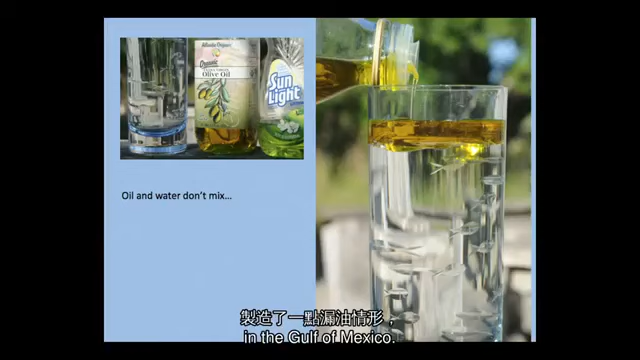 Organic
Olive Oil
Sun
Light
Oil and water don't mix...
製造了一點漏油情形，
in the Gulf of Mexico.